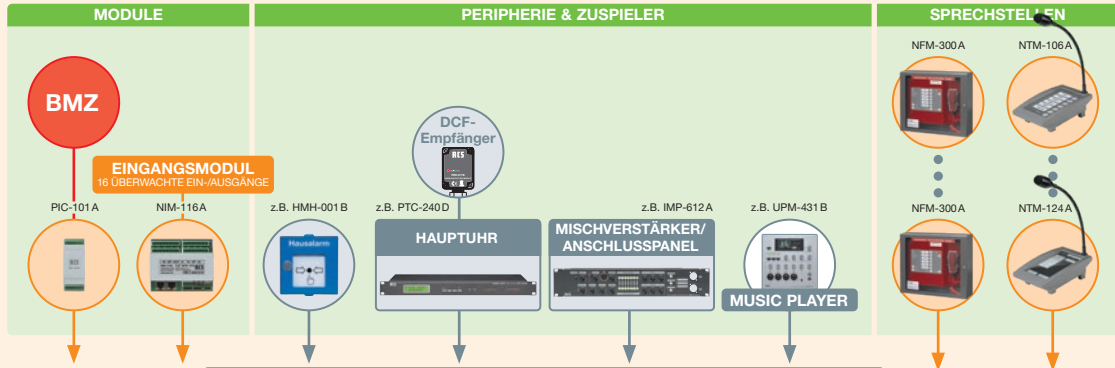 MODULE
PERIPHERIE & ZUSPIELER
SPRECHSTELLEN
NFM-300A
NTM-106A
BMZ
DCF-
Empfänger
RCS
EINGANGSMODUL
16 ÜBERWACHTE EIN-/AUSGÄNGE
PIC-101A
NIM-116A
z.B. HMH-001B
z.B. PTC-240D
z.B. IMP-612A
z.B. UPM-431B
NFM-300A
NTM-124A
HAUPTUHR
MISCHVERSTÄRKER/
ANSCHLUSSPANEL
Hausalarm
MUSIC PLAYER